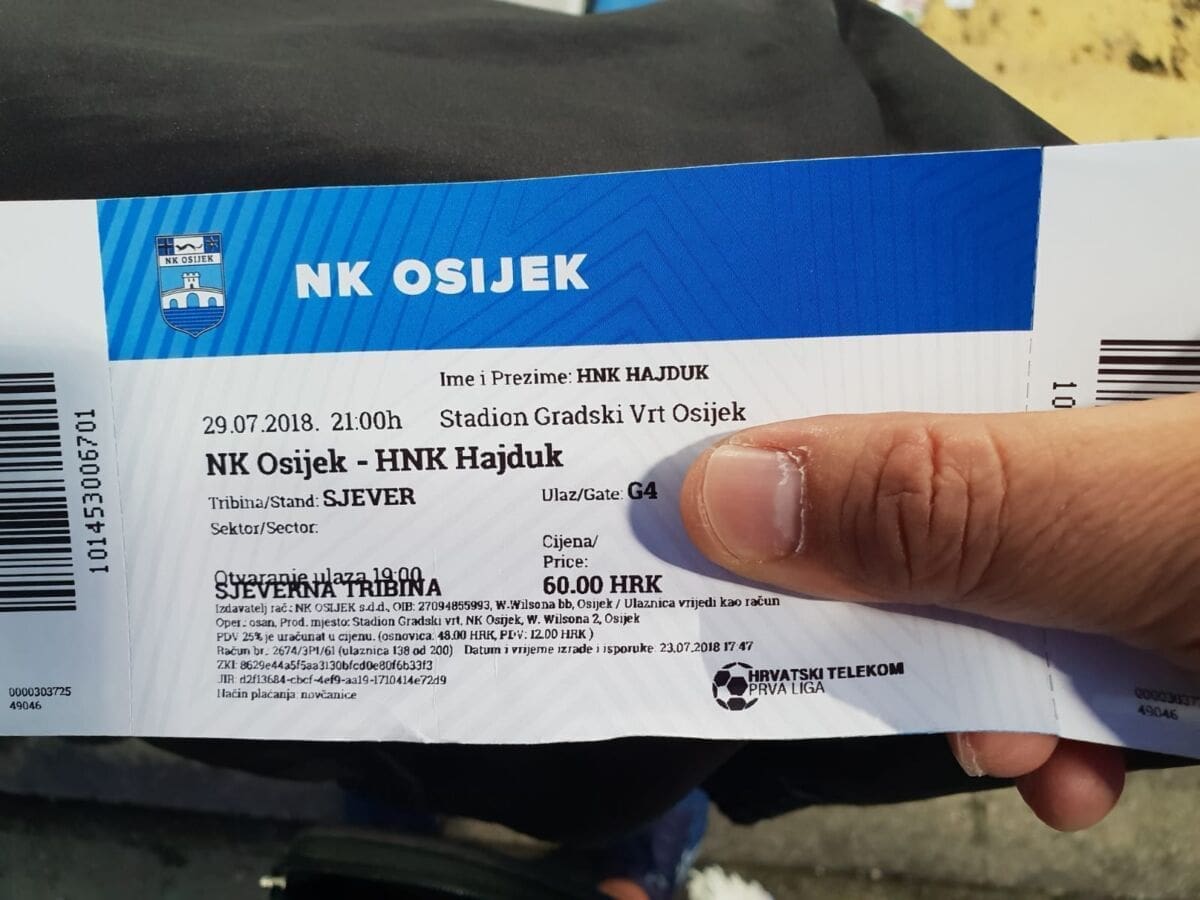 NK OSIJEK
NK OSIJEK
Ime i Prezime: HNK HAJDUK
29.07.2018. 21:00h Stadion Gradski Vrt Osijek
NK Osijek - HNK Hajduk
Tribina/Stand: SJEVER Ulaz/Gate: G4
Sektor/Sector:
Cijena/
Price:
60.00 HRK
Otvaranje ulaza 19:00
SJEVERNA TRIBINA
Izdavatelj rač.: NK OSIJEK s.d.d., OIB: 27094855993, W.Wilsona bb, Osijek / Ulaznica vrijedi kao račun
Oper.: osan, Prod. mjesto: Stadion Gradski vrt, NK Osijek, W. Wilsona 2, Osijek
PDV 25% je uračunat u cijenu. (osnovica: 48.00 HRK, PDV: 12.00 HRK )
Račun br.: 2674/3PI/61 (ulaznica 138 od 200) Datum i vrijeme izrade i isporuke: 23.07.2018 17:47
ZKI: 8629e44a5f5aa3130bfcd0e80f6b33f3
JIR: d2f13684-cbcf-4ef9-aa19-1710414e72d9
Način plaćanja: novčanice
HRVATSKI TELEKOM
PRVA LIGA
1014530006701
0000303725
49046
10
49046